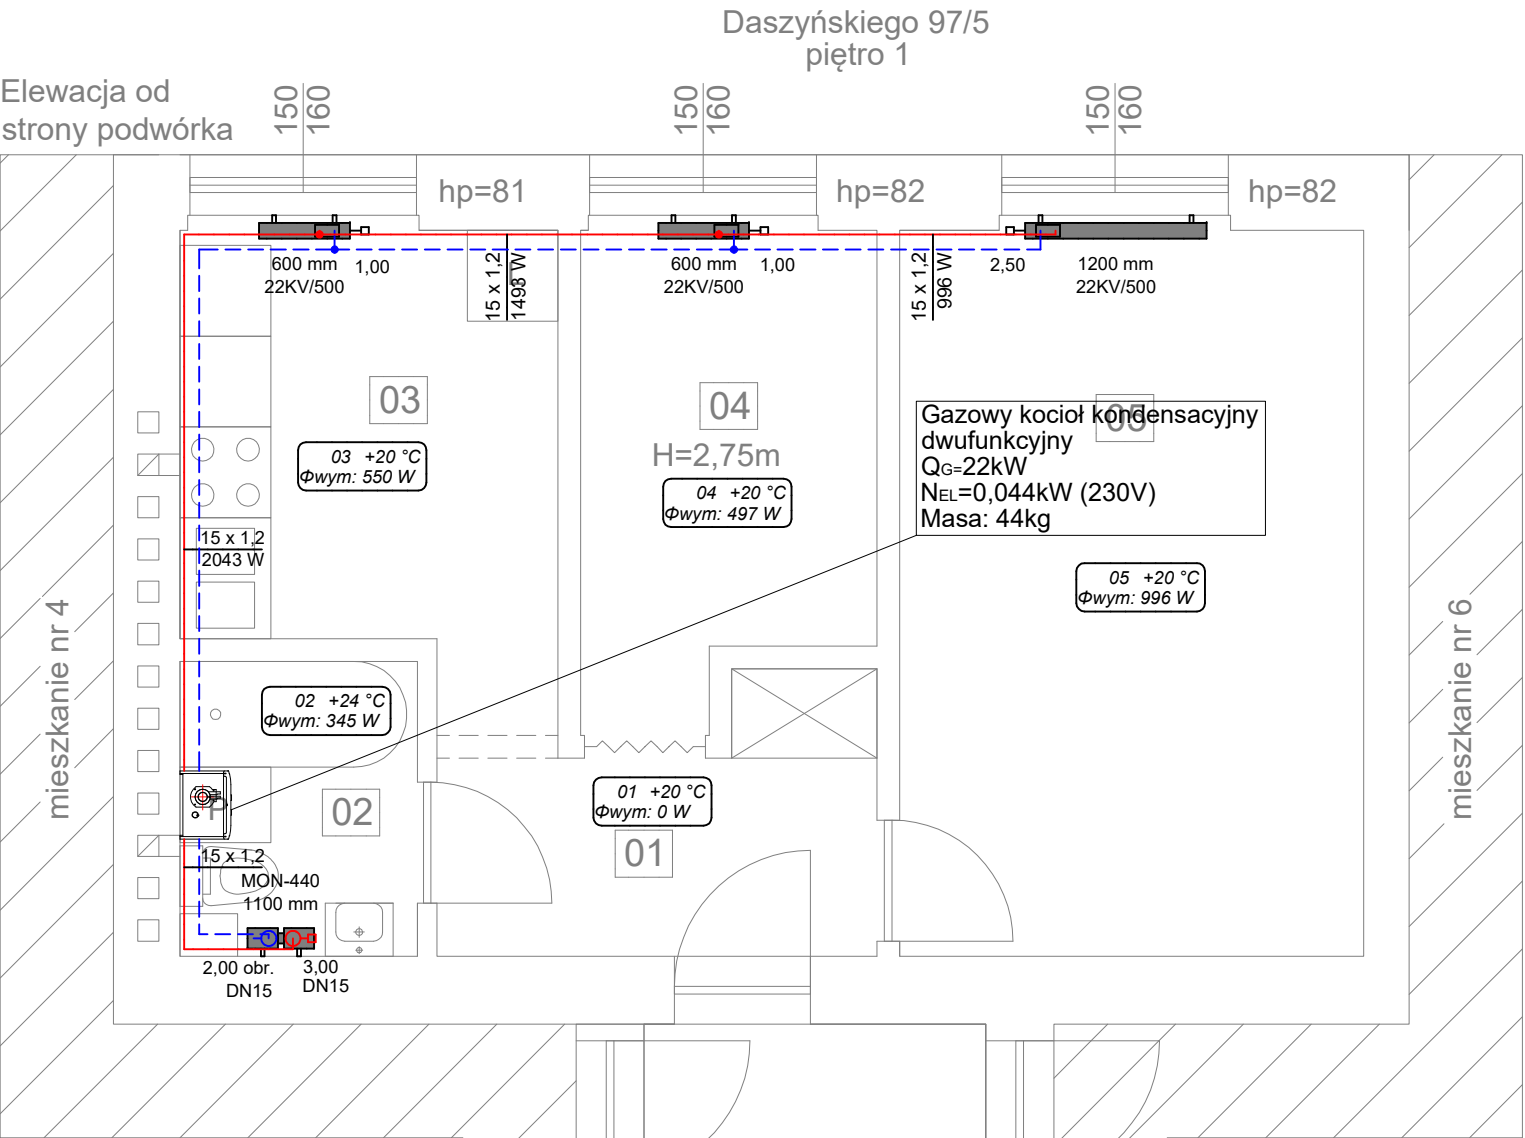 Daszyńskiego 97/5
piętro 1
Elewacja od
strony podwórka
150
160
150
160
150
160
hp=81
hp=82
hp=82
600 mm
22KV/500
1,00
15 x 1,2
1493 W
600 mm
22KV/500
1,00
15 x 1,2
996 W
2,50
1200 mm
22KV/500
03
03 +20 °C
Φwym: 550 W
04
H=2,75m
04 +20 °C
Φwym: 497 W
05
Gazowy kocioł kondensacyjny
dwufunkcyjny
QG=22kW
NEL=0,044kW (230V)
Masa: 44kg
15 x 1,2
2043 W
05 +20 °C
Φwym: 996 W
mieszkanie nr 4
mieszkanie nr 6
02 +24 °C
Φwym: 345 W
P
02
01 +20 °C
Φwym: 0 W
01
15 x 1,2
MON-440
1100 mm
2,00 obr.
DN15
3,00
DN15